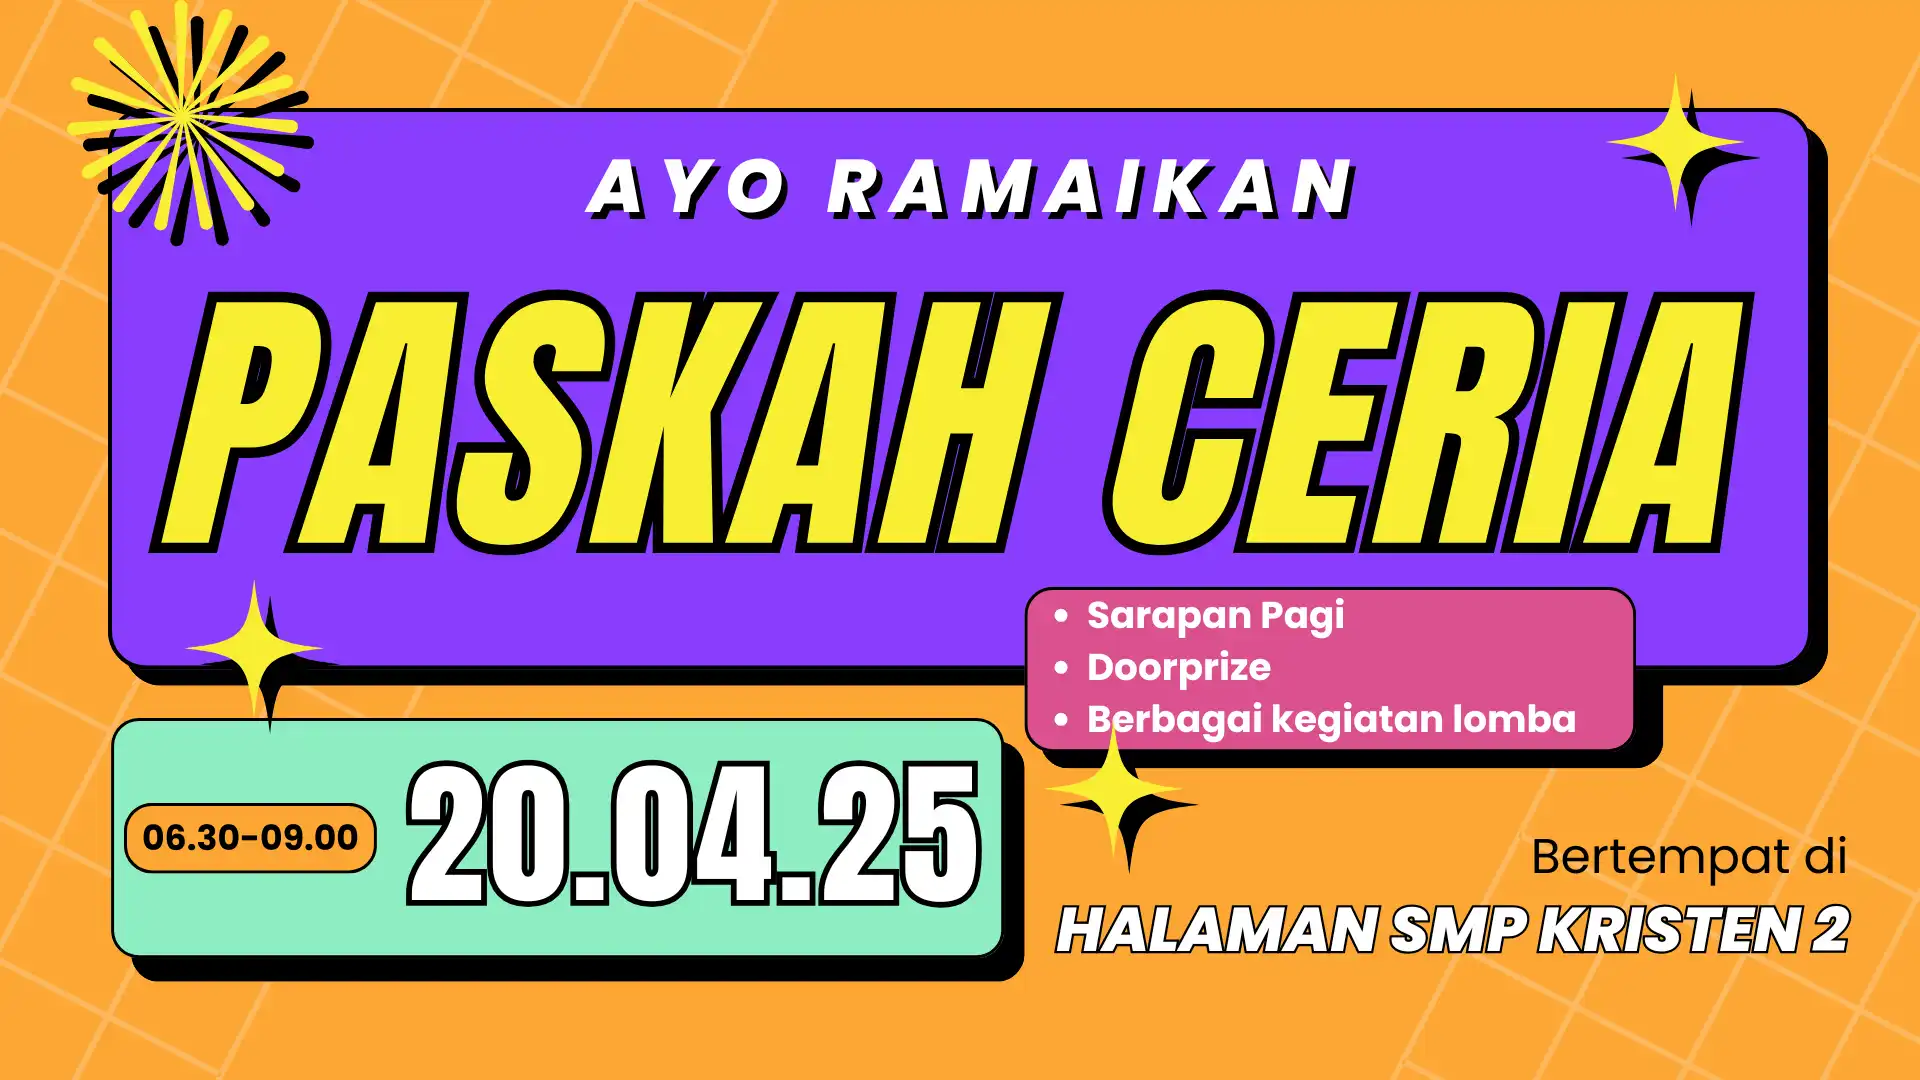 AYO RAMAIKAN
PASKAH CERIA
• Sarapan Pagi
• Doorprize
• Berbagai kegiatan lomba
06.30-09.00
20.04.25
Bertempat di
HALAMAN SMP KRISTEN 2